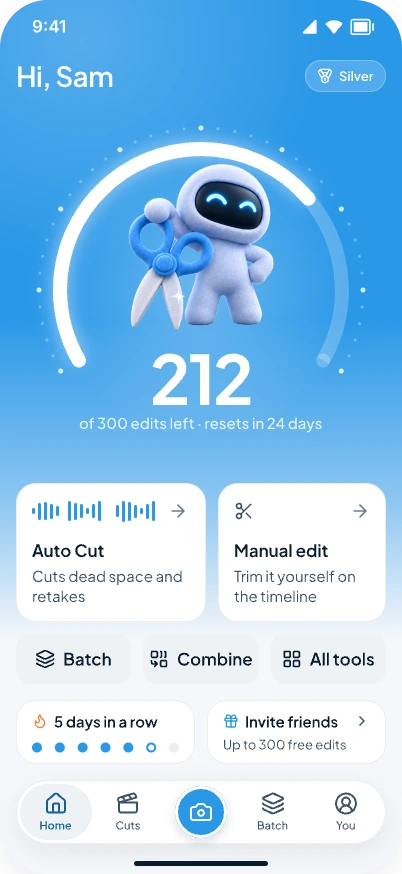 9:41
Hi, Sam
Silver
212
of 300 edits left · resets in 24 days
Auto Cut
Cuts dead space and
retakes
Manual edit
Trim it yourself on
the timeline
Batch
Combine
All tools
5 days in a row
Invite friends
Up to 300 free edits
Home
Cuts
Batch
You